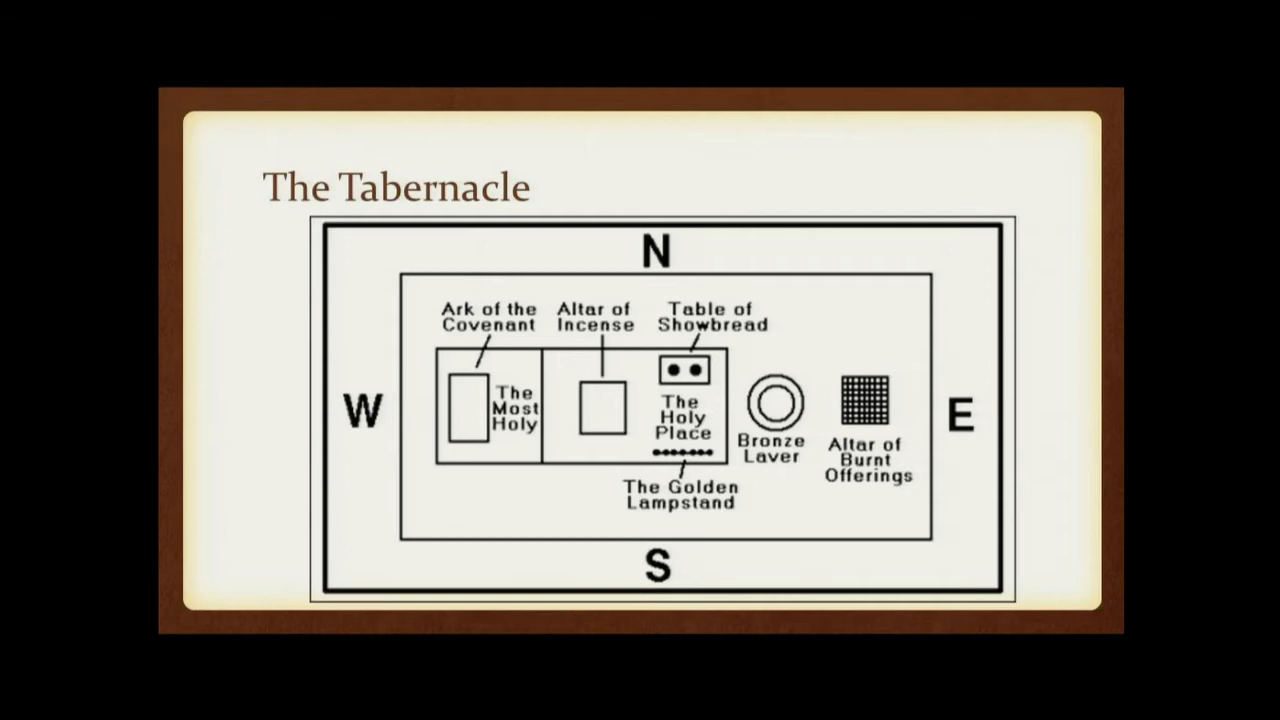 The Tabernacle
N
Ark of the
Covenant
Altar of
Incense
Table of
Showbread
W
The
Most
Holy
The
Holy
Place
Bronze
Laver
Altar of
Burnt
Offerings
E
The Golden
Lampstand
S